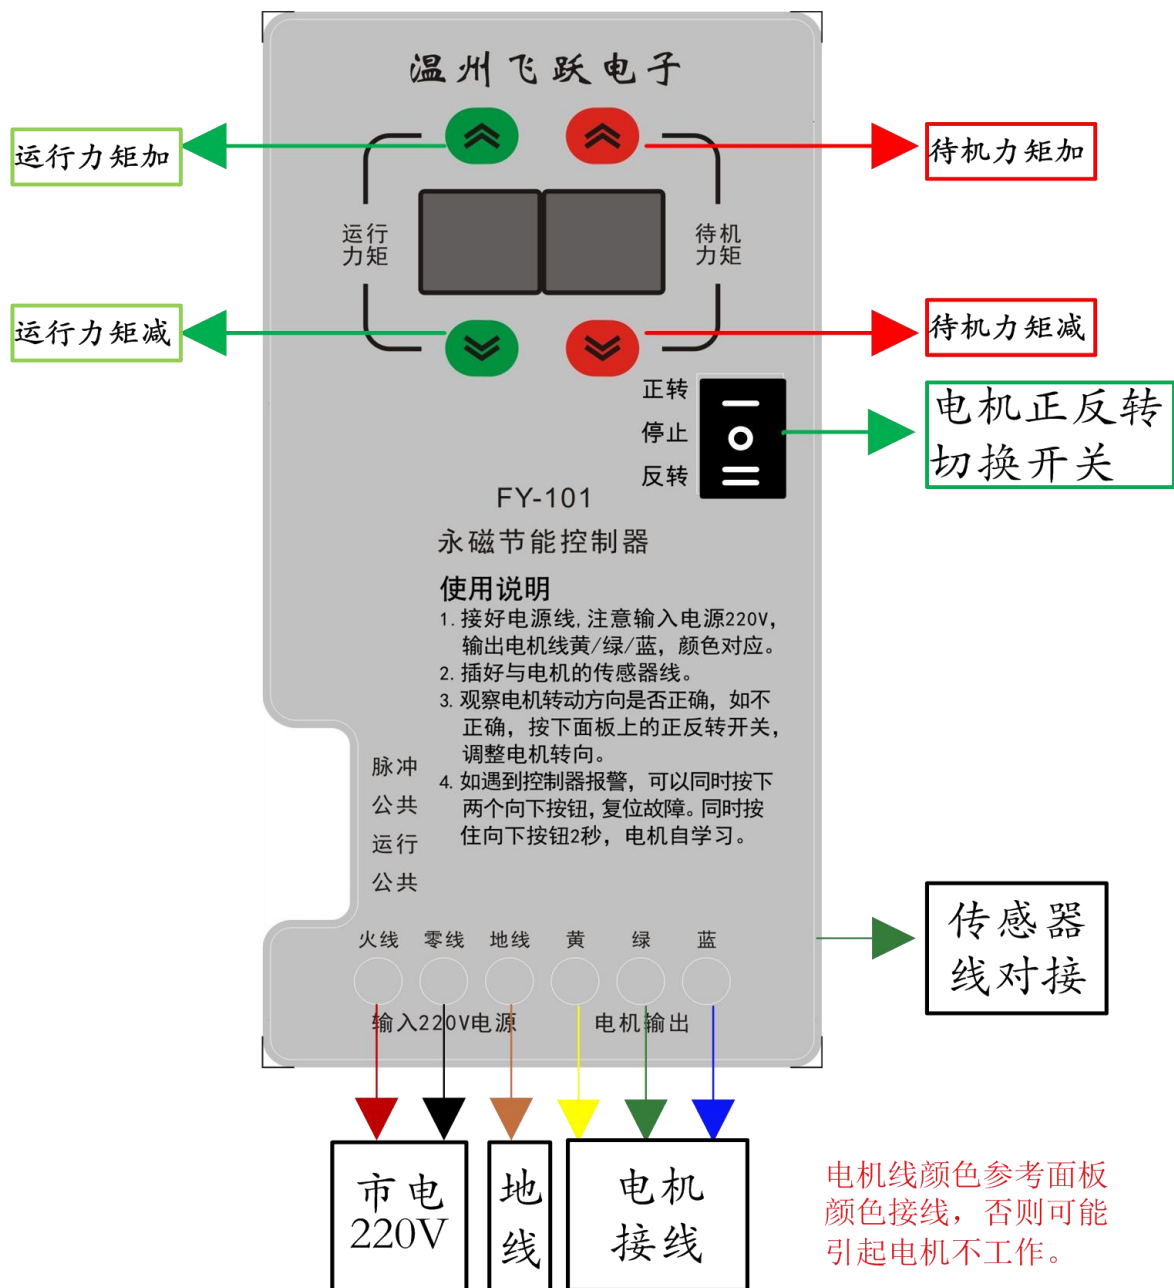 温州飞跃电子
运行力矩加
待机力矩加
运行
力矩
待机
力矩
运行力矩减
待机力矩减
正转
停止
反转
电机正反转
切换开关
FY-101
永磁节能控制器
使用说明
1. 接好电源线,注意输入电源220V,
输出电机线黄/绿/蓝，颜色对应。
2. 插好与电机的传感器线。
3. 观察电机转动方向是否正确，如不
正确，按下面板上的正反转开关，
调整电机转向。
4. 如遇到控制器报警，可以同时按下
两个向下按钮，复位故障。同时按
住向下按钮2秒，电机自学习。
脉冲
公共
运行
公共
传感器
线对接
火线 零线 地线 黄 绿 蓝
输入220V电源 电机输出
市电
220V
地
线
电机
接线
电机线颜色参考面板
颜色接线，否则可能
引起电机不工作。